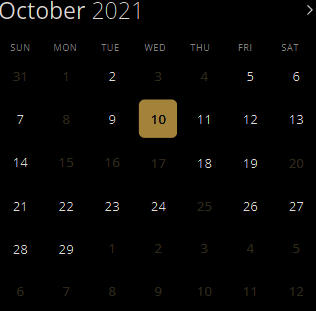 October 2021 >
SUN MON TUE WED THU FRI SAT
31 1 2 3 4 5 6
7 8 9 10 11 12 13
14 15 16 17 18 19 20
21 22 23 24 25 26 27
28 29 1 2 3 4 5
6 7 8 9 10 11 12